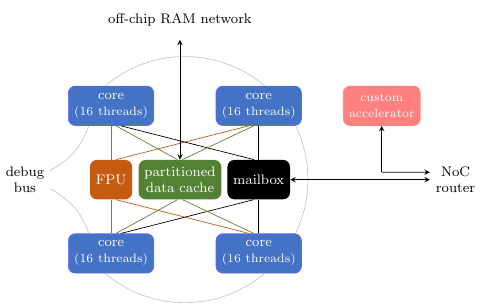 off-chip RAM network
core
(16 threads)
core
(16 threads)
custom
accelerator
debug
bus
FPU
partitioned
data cache
mailbox
NoC
router
core
(16 threads)
core
(16 threads)